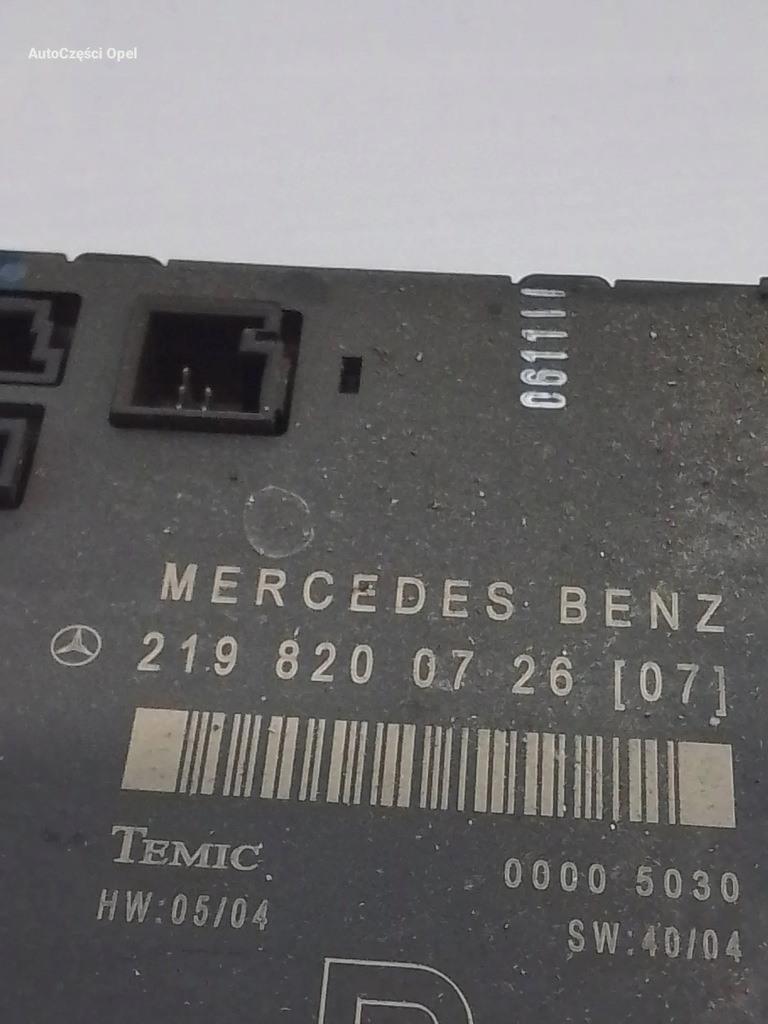 AutoCzęści Opel
061111
MERCEDES BENZ
219 820 07 26 [07]
TEMIC
0000 5030
HW:05/04
SW:40/04